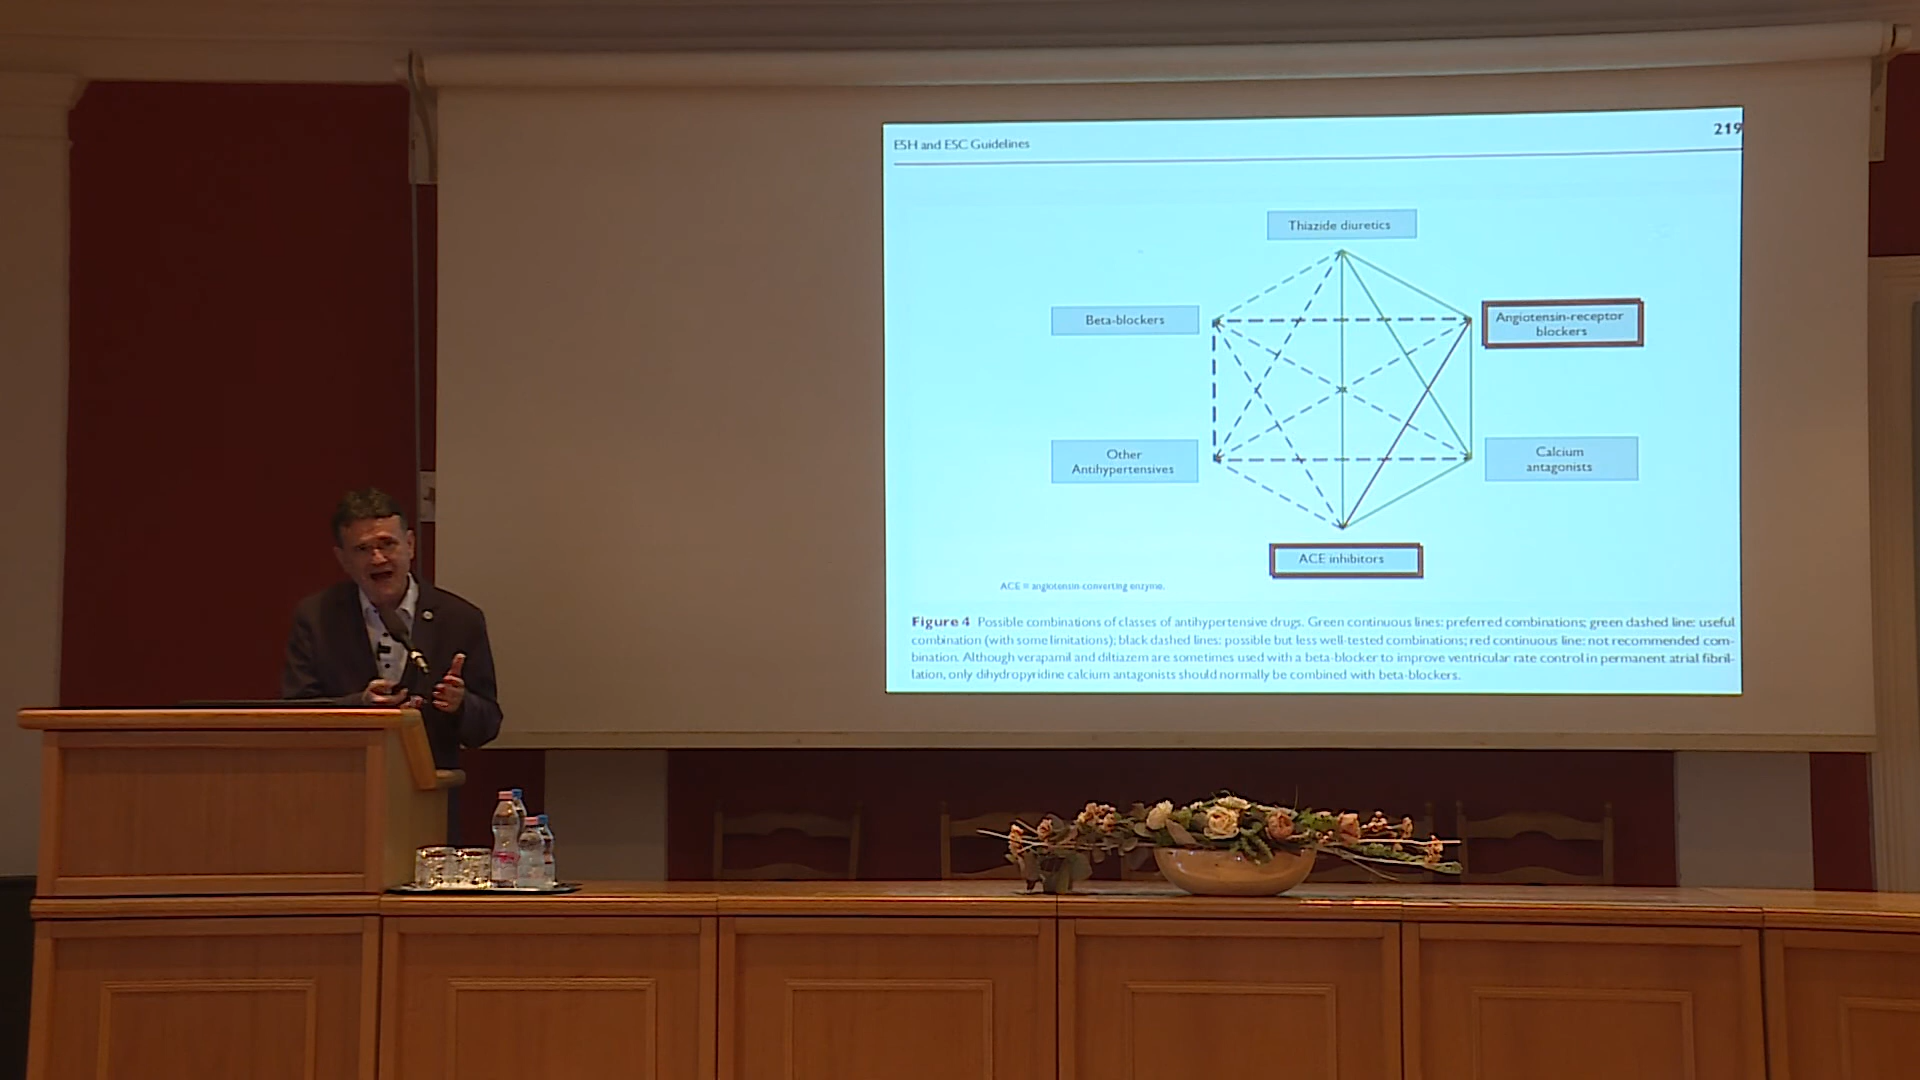 ESH and ESC Guidelines
219
Thiazide diuretics
Beta-blockers
Angiotensin-receptor
blockers
Other
Antihypertensives
Calcium
antagonists
ACE inhibitors
ACE = angiotensin-converting enzyme.
Figure 4 Possible combinations of classes of antihypertensive drugs. Green continuous lines: preferred combinations; green dashed line: useful
combination (with some limitations); black dashed lines: possible but less well-tested combinations; red continuous line: not recommended com-
bination. Although verapamil and diltiazem are sometimes used with a beta-blocker to improve ventricular rate control in permanent atrial fibril-
lation, only dihydropyridine calcium antagonists should normally be combined with beta-blockers.